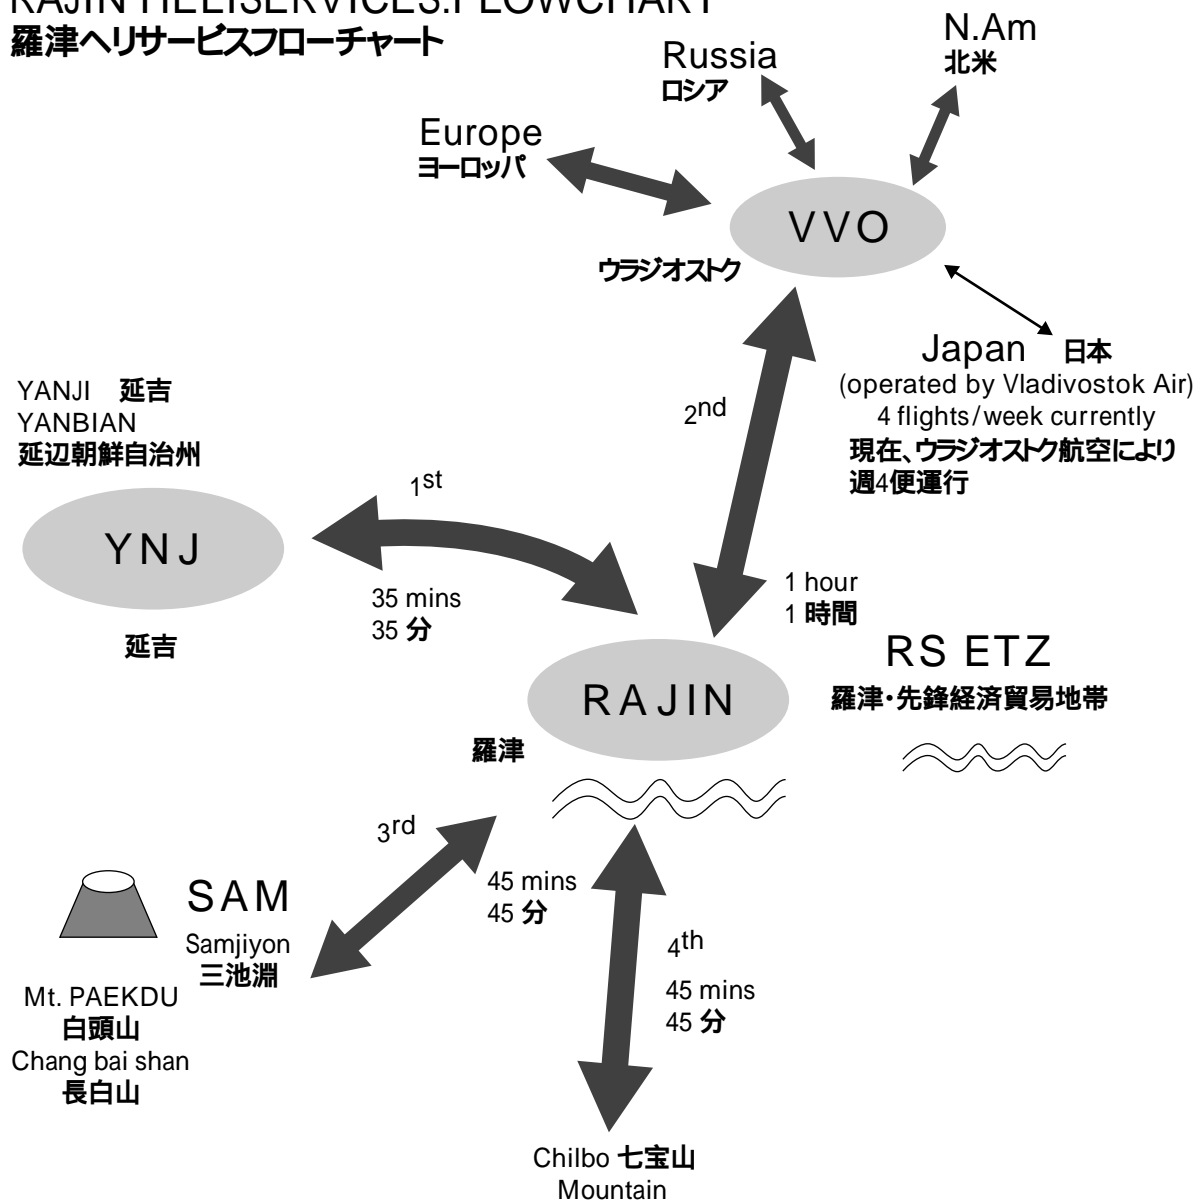 RAJIN HELISERVICES:FLOWCHART
羅津ヘリサービスフローチャート
N.Am
北米
Russia
ロシア
Europe
ヨーロッパ
VVO
ウラジオストク
Japan 日本
(operated by Vladivostok Air)
4 flights/week currently
現在、ウラジオストク航空により
週4便運行
2nd
YANJI 延吉
YANBIAN
延辺朝鮮自治州
1st
YNJ
35 mins
35 分
延吉
1 hour
1 時間
RS ETZ
羅津・先鋒経済貿易地帯
RAJIN
羅津
3rd
45 mins
45 分
SAM
Samjiyon
三池淵
4th
45 mins
45 分
Mt. PAEKDU
白頭山
Chang bai shan
長白山
Chilbo 七宝山
Mountain